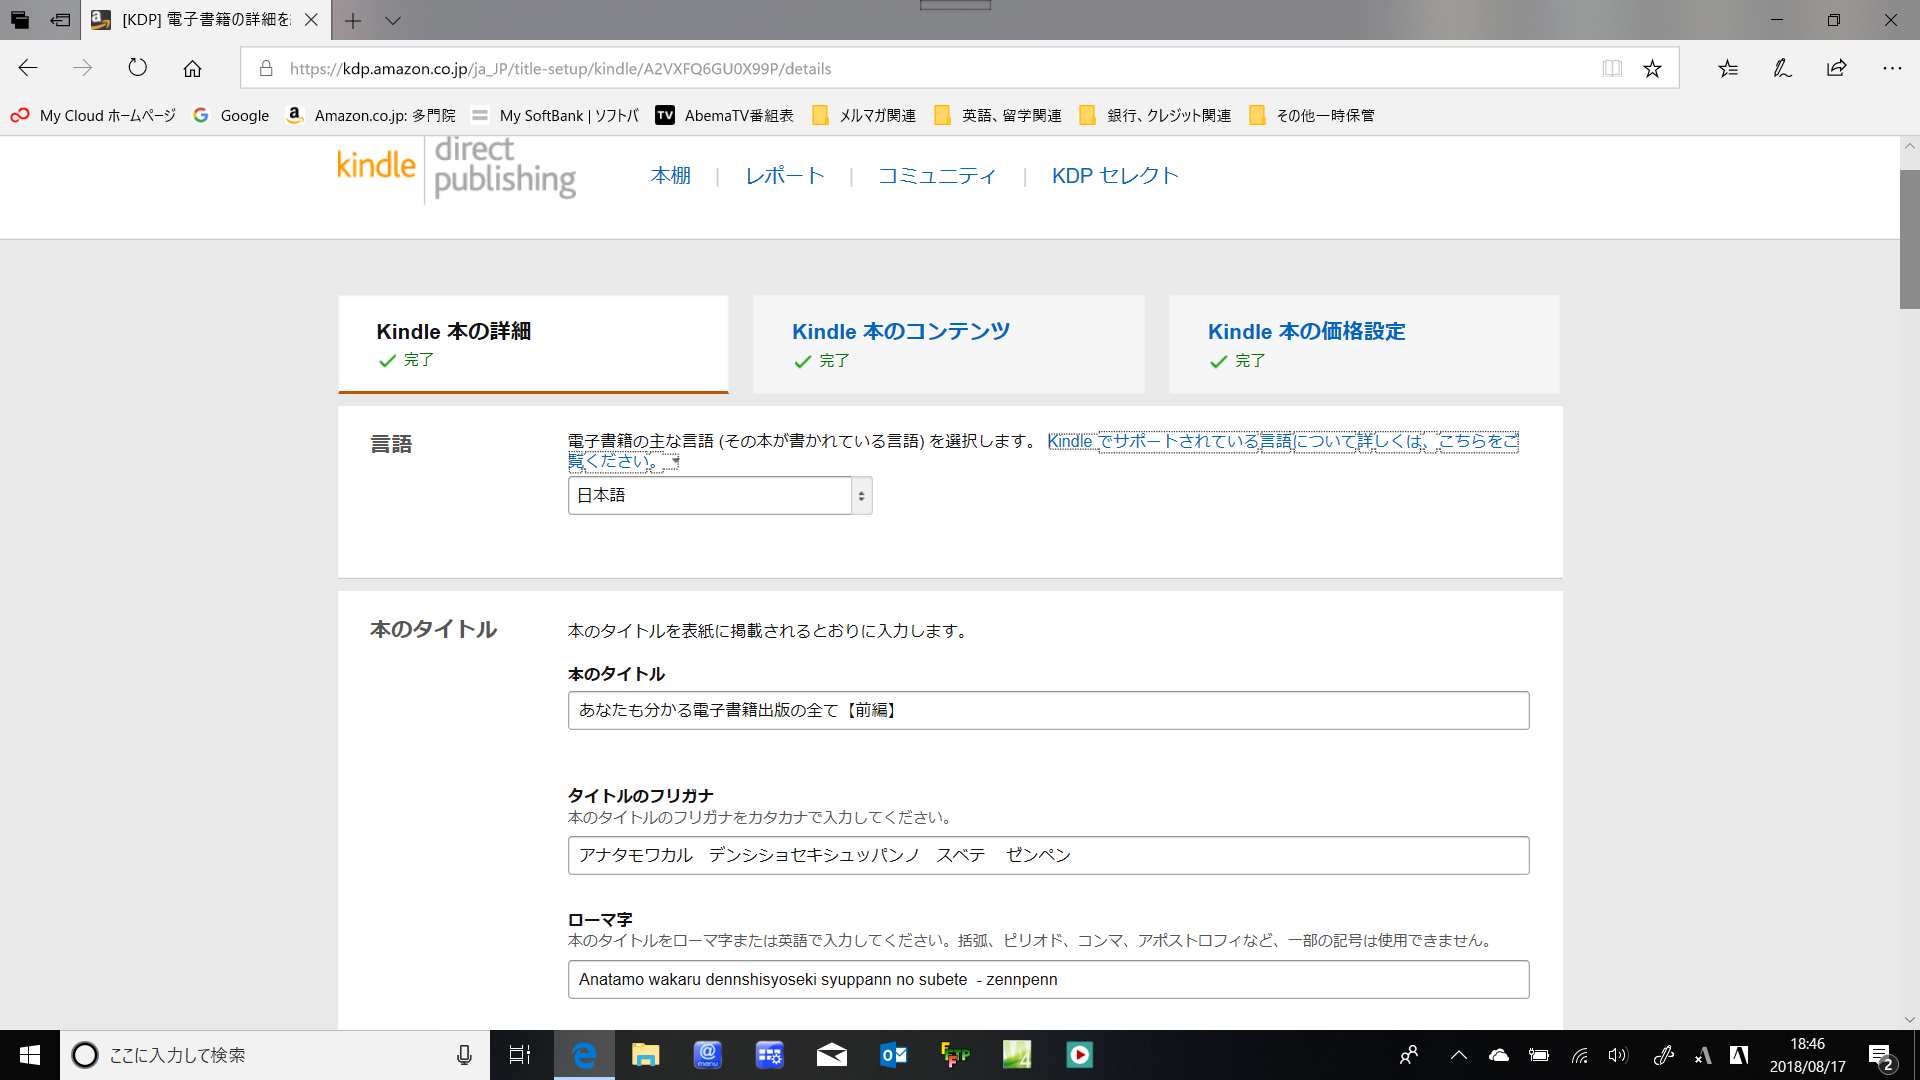 [KDP] 電子書籍の詳細を
https://kdp.amazon.co.jp/ja_JP/title-setup/kindle/A2VXFQ6GU0X99P/details
My Cloud ホームページ Google Amazon.co.jp: 多門院 My SoftBank | ソフトバ TV AbemaTV番組表 メルマガ関連 英語、留学関連 銀行、クレジット関連 その他一時保管
kindle direct publishing
本棚 | レポート | コミュニティ | KDP セレクト
Kindle 本の詳細
完了
Kindle 本のコンテンツ
完了
Kindle 本の価格設定
完了
言語
電子書籍の主な言語 (その本が書かれている言語) を選択します。 Kindle でサポートされている言語について詳しくは、こちらをご
覧ください。
日本語
本のタイトル
本のタイトルを表紙に掲載されるとおりに入力します。
本のタイトル
あなたも分かる電子書籍出版の全て【前編】
タイトルのフリガナ
本のタイトルのフリガナをカタカナで入力してください。
アナタモワカル　デンシショセキシュッパンノ　スベテ　ゼンペン
ローマ字
本のタイトルをローマ字または英語で入力してください。括弧、ピリオド、コンマ、アポストロフィなど、一部の記号は使用できません。
Anatamo wakaru dennshisyoseki syuppann no subete - zennpenn
ここに入力して検索
18:46
2018/08/17
2